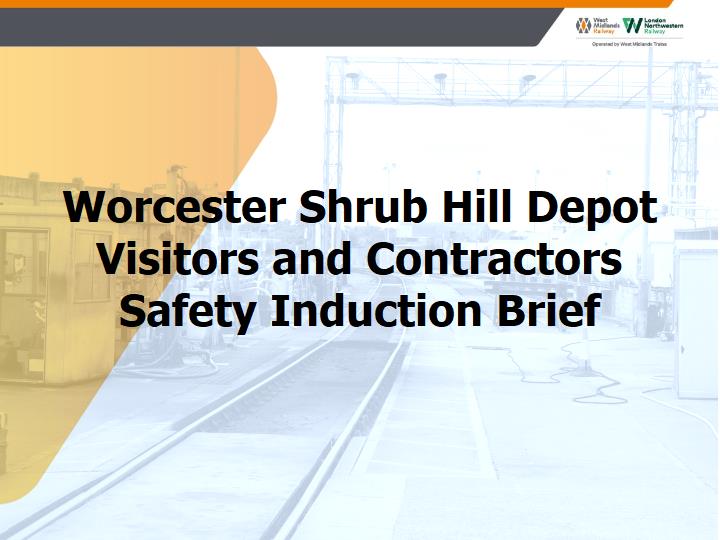 West
Midlands
Railway
London
Northwestern
Railway
Operated by West Midlands Trains
Worcester Shrub Hill Depot
Visitors and Contractors
Safety Induction Brief